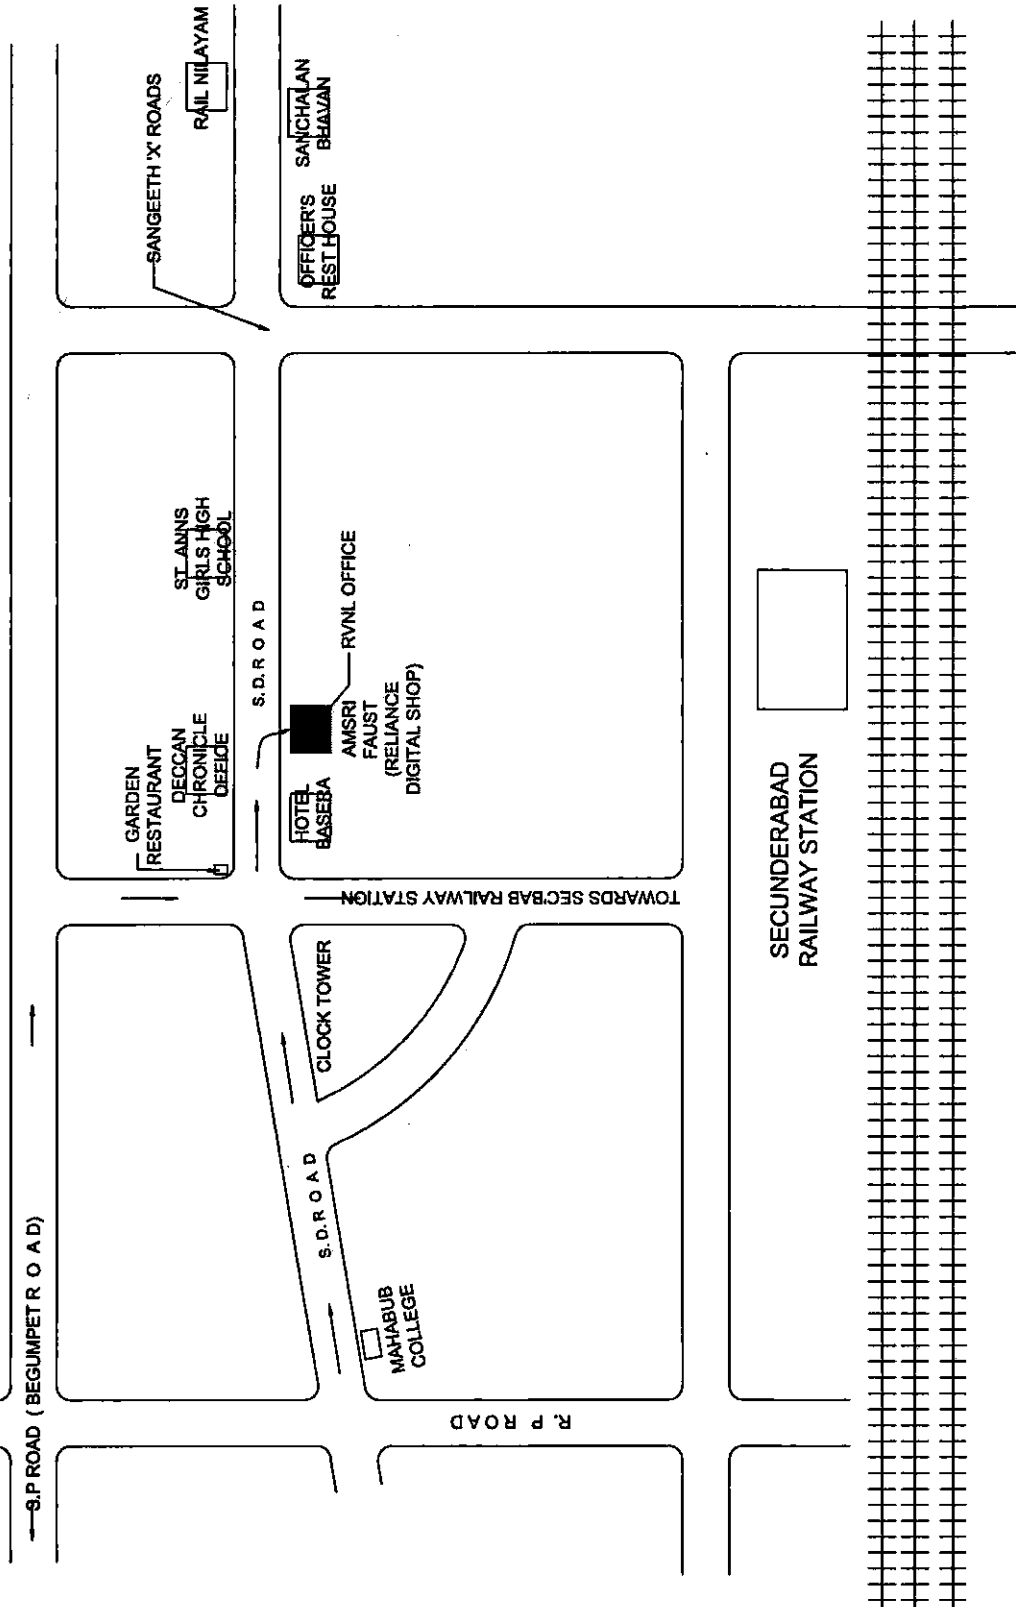 S.P ROAD (BEGUMPET R O A D)
SANGEETH 'X' ROADS
RAIL NILAYAM
GARDEN
RESTAURANT
DECCAN
CHRONICLE
OFFICE
ST. ANNS
GIRLS HIGH
SCHOOL
S.D.R O A D
SANCHALAN
BHAVAN
OFFICER'S
REST HOUSE
HOTEL
BASERA
RVNL OFFICE
AMSRI
FAUST
(RELIANCE
DIGITAL SHOP)
CLOCK TOWER
S.D.R O A D
MAHABUB
COLLEGE
TOWARDS SEC'BAB RAILWAY STATION
R. P ROAD
SECUNDERABAD
RAILWAY STATION